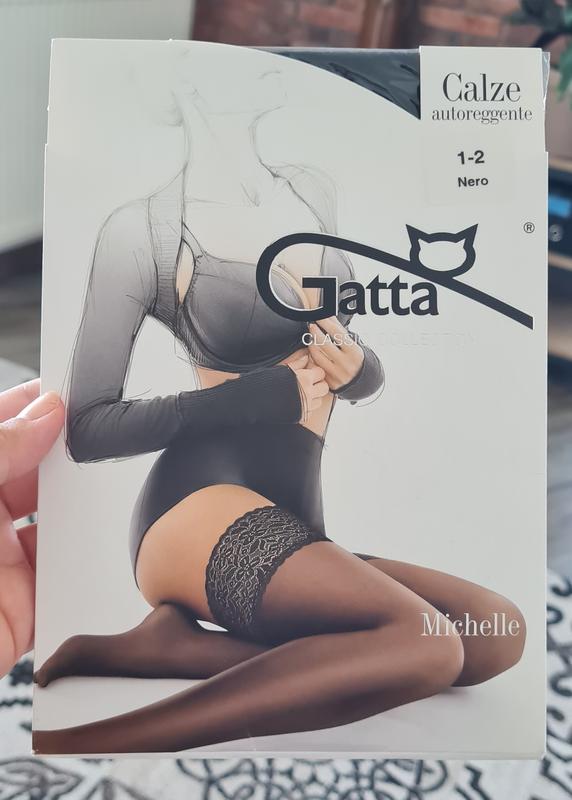 Calze
autoreggente
1-2
Nero
®
Gatta
CLASSIC COLLECTION
Michelle